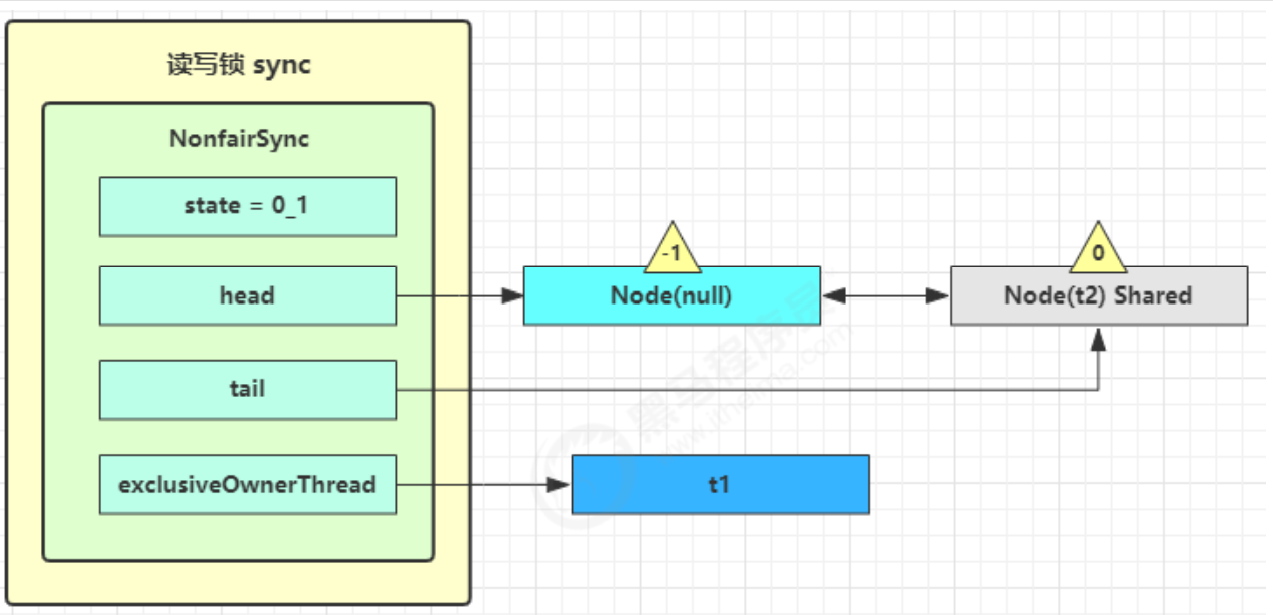 读写锁 sync
NonfairSync
state = 0_1
head
tail
exclusiveOwnerThread
-1
Node(null)
0
Node(t2) Shared
t1
黑马程序员
www.itheima.com